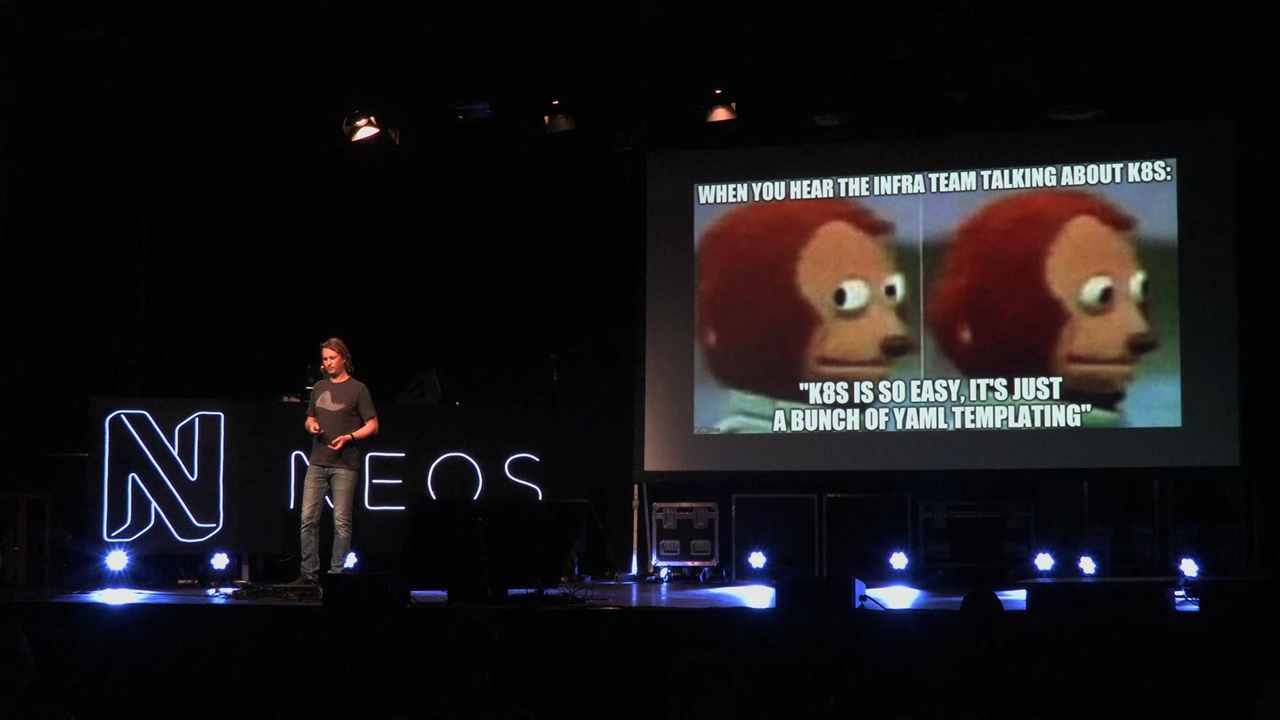 WHEN YOU HEAR THE INFRA TEAM TALKING ABOUT K8S:
"K8S IS SO EASY, IT'S JUST
A BUNCH OF YAML TEMPLATING"
N
NEOS